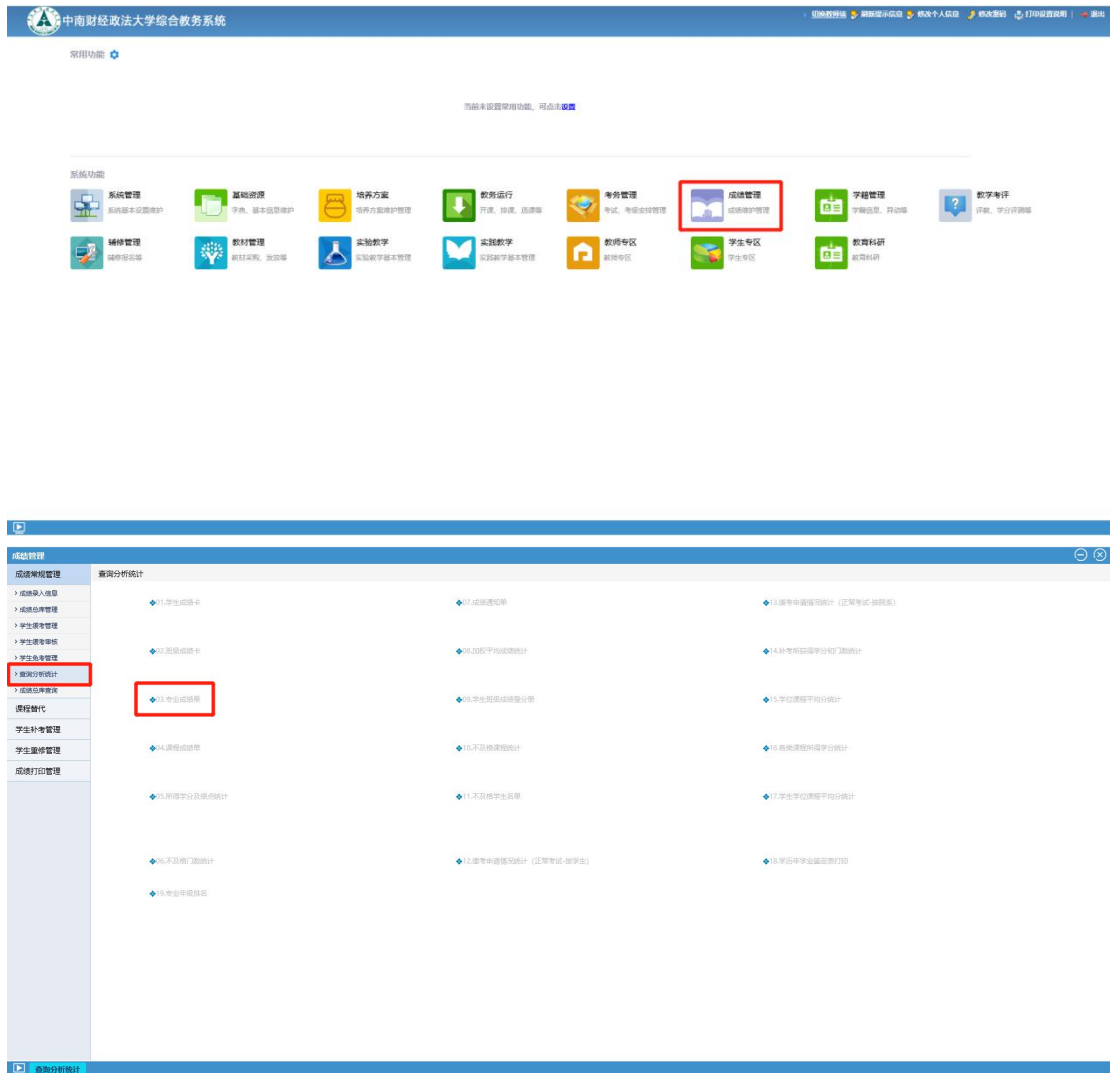 中南财经政法大学综合教务系统
切换教师端 刷新提示信息 修改个人信息 修改密码 打印设置说明 | 退出
常用功能
当前未设置常用功能，可点击设置
系统功能
系统管理 基础资源 培养方案 教务运行 考务管理 成绩管理 学籍管理 教学考评
系统基本设置维护 字典、基本信息维护 培养方案维护管理 开课、排课、选课等 考试、考级安排管理 成绩维护管理 学籍信息、异动等 评教、学分评测等
辅修管理 教材管理 实验教学 实践教学 教师专区 学生专区 教育科研
辅修报名等 教材采购、发放等 实验教学基本管理 实践教学基本管理 教师专区 学生专区 教育科研
成绩管理
成绩常规管理 查询分析统计
> 成绩录入信息
01.学生成绩卡 07.成绩通知单 13.缓考申请情况统计（正常考试-按院系）
> 成绩总库管理
> 学生缓考管理
> 学生缓考审核
02.班级成绩卡 08.加权平均成绩统计 14.补考所获得学分和门数统计
> 学生免考管理
> 查询分析统计
> 成绩总库查询
03.专业成绩单 09.学生班级成绩登分册 15.学位课程平均分统计
课程替代
学生补考管理
学生重修管理
04.课程成绩单 10.不及格课程统计 16.各类课程所得学分统计
成绩打印管理
05.所得学分及绩点统计 11.不及格学生名单 17.学生学位课程平均分统计
06.不及格门数统计 12.缓考申请情况统计（正常考试-按学生） 18.学历年学业鉴定表打印
19.专业年级排名
查询分析统计